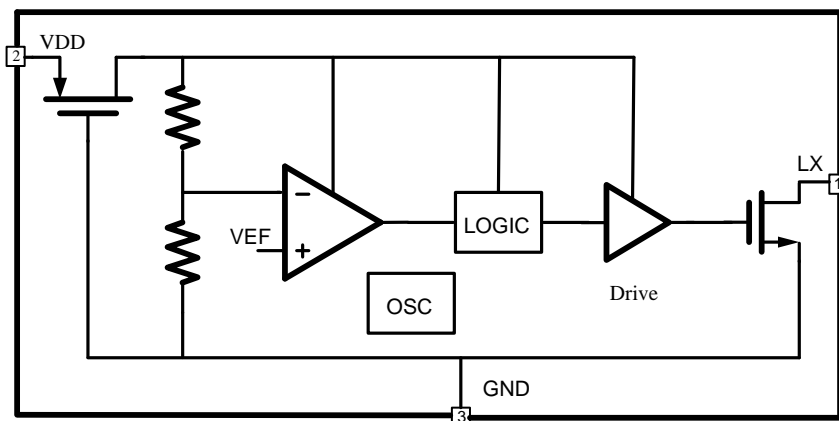 VDD
2
LX
1
VEF
LOGIC
OSC
Drive
GND
3